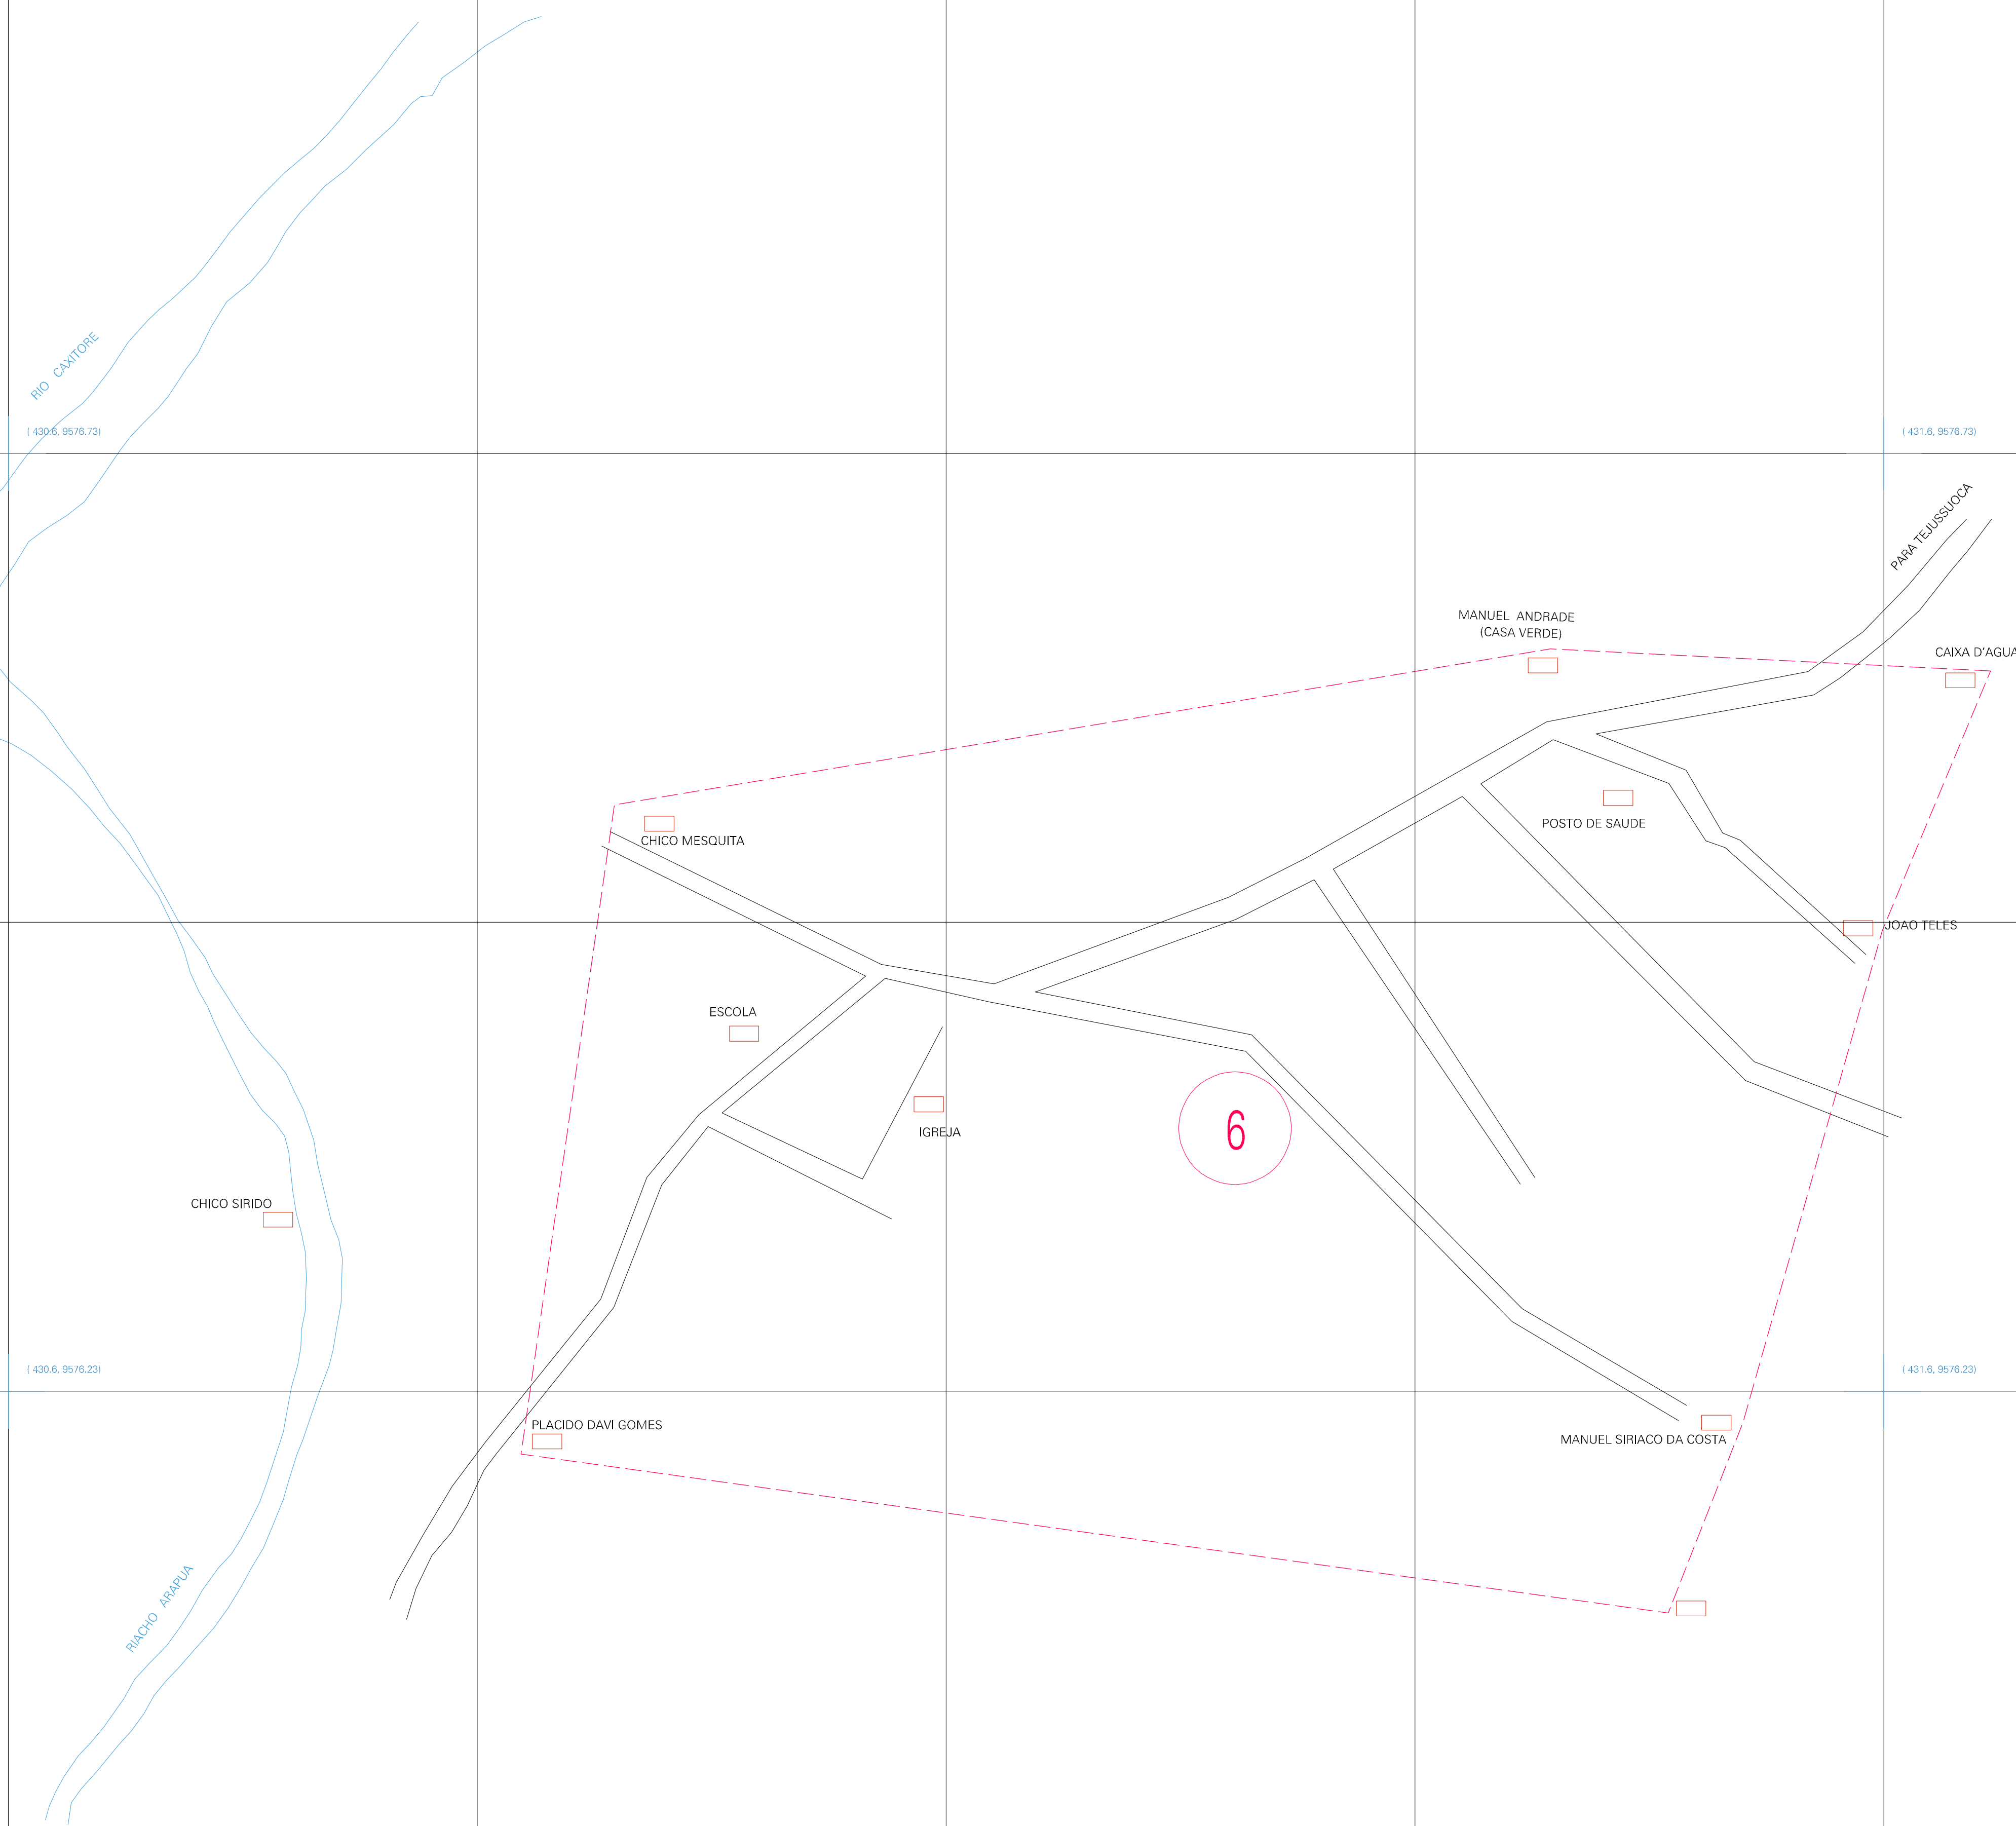 RIO CAXITORE
( 430.6, 9576.73)
( 431.6, 9576.73)
PARA TEJUSSUOCA
MANUEL ANDRADE
(CASA VERDE)
CAIXA D'AGUA
CHICO MESQUITA
POSTO DE SAUDE
JOAO TELES
ESCOLA
IGREJA
6
CHICO SIRIDO
( 430.6, 9576.23)
( 431.6, 9576.23)
PLACIDO DAVI GOMES
MANUEL SIRIACO DA COSTA
RIACHO ARAPUA